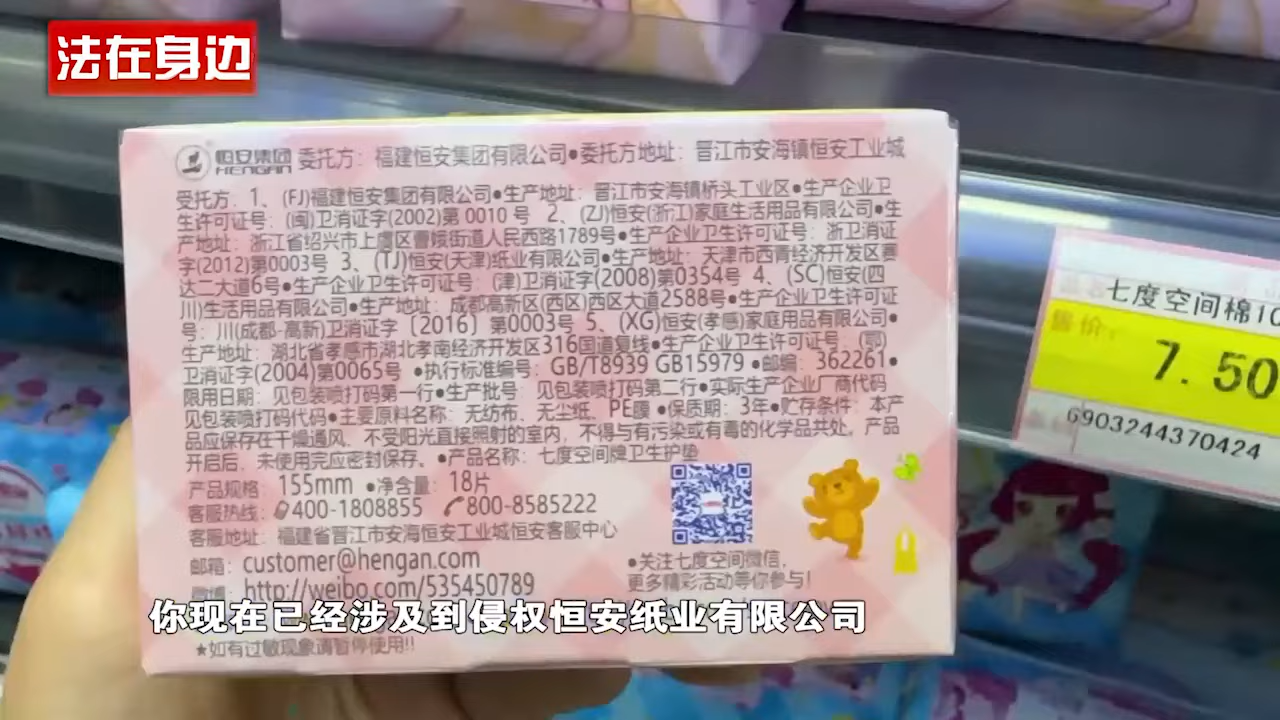 法在身边
恒安集团 HENGAN 委托方：福建恒安集团有限公司●委托方地址：晋江市安海镇恒安工业城
受托方：1、(FJ)福建恒安集团有限公司●生产地址：晋江市安海镇桥头工业区●生产企业卫
生许可证号：(闽)卫消证字(2002)第 0010 号 2、(ZJ)恒安(浙江)家庭生活用品有限公司●生
产地址：浙江省绍兴市上虞区曹娥街道人民西路1789号●生产企业卫生许可证号：浙卫消证
字(2012)第0003号 3、(TJ)恒安(天津)纸业有限公司●生产地址：天津市西青经济开发区赛
达二大道6号●生产企业卫生许可证号：(津)卫消证字(2008)第0354号 4、(SC)恒安(四
川)生活用品有限公司●生产地址：成都高新区(西区)西区大道2588号●生产企业卫生许可证
号：川(成都·高新)卫消证字〔2016〕第0003号 5、(XG)恒安(孝感)家庭用品有限公司●
生产地址：湖北省孝感市湖北孝南经济开发区316国道复线●生产企业卫生许可证号：(鄂)
卫消证字(2004)第0065号 ●执行标准编号：GB/T8939 GB15979 ●邮编：362261●
限用日期：见包装喷打码第一行●生产批号：见包装喷打码第二行●实际生产企业厂商代码
见包装喷打码代码●主要原料名称：无纺布、无尘纸、PE膜 ●保质期：3年●贮存条件：本产
品应保存在干燥通风、不受阳光直接照射的室内，不得与有污染或有毒的化学品共处。产品
开启后，未使用完应密封保存。●产品名称：七度空间牌卫生护垫
产品规格：155mm ●净含量：18片
客服热线：400-1808855 800-8585222
客服地址：福建省晋江市安海恒安工业城恒安客服中心
邮箱：customer@hengan.com
微博：http://weibo.com/535450789
●关注七度空间微信，
更多精彩活动等你参与！
★如有过敏现象请暂停使用!!
七度空间棉10
售价：
7.50
6903244370424
你现在已经涉及到侵权恒安纸业有限公司